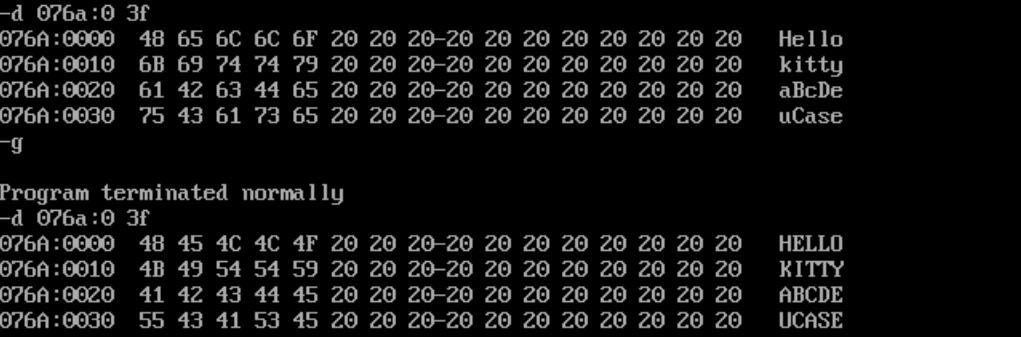 -d 076a:0 3f
076A:0000  48 65 6C 6C 6F 20 20 20-20 20 20 20 20 20 20 20   Hello
076A:0010  6B 69 74 74 79 20 20 20-20 20 20 20 20 20 20 20   kitty
076A:0020  61 42 63 44 65 20 20 20-20 20 20 20 20 20 20 20   aBcDe
076A:0030  75 43 61 73 65 20 20 20-20 20 20 20 20 20 20 20   uCase
-g
Program terminated normally
-d 076a:0 3f
076A:0000  48 45 4C 4C 4F 20 20 20-20 20 20 20 20 20 20 20   HELLO
076A:0010  4B 49 54 54 59 20 20 20-20 20 20 20 20 20 20 20   KITTY
076A:0020  41 42 43 44 45 20 20 20-20 20 20 20 20 20 20 20   ABCDE
076A:0030  55 43 41 53 45 20 20 20-20 20 20 20 20 20 20 20   UCASE